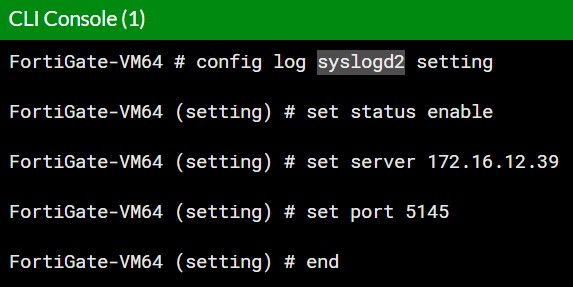 CLI Console (1)
FortiGate-VM64 # config log syslogd2 setting
FortiGate-VM64 (setting) # set status enable
FortiGate-VM64 (setting) # set server 172.16.12.39
FortiGate-VM64 (setting) # set port 5145
FortiGate-VM64 (setting) # end